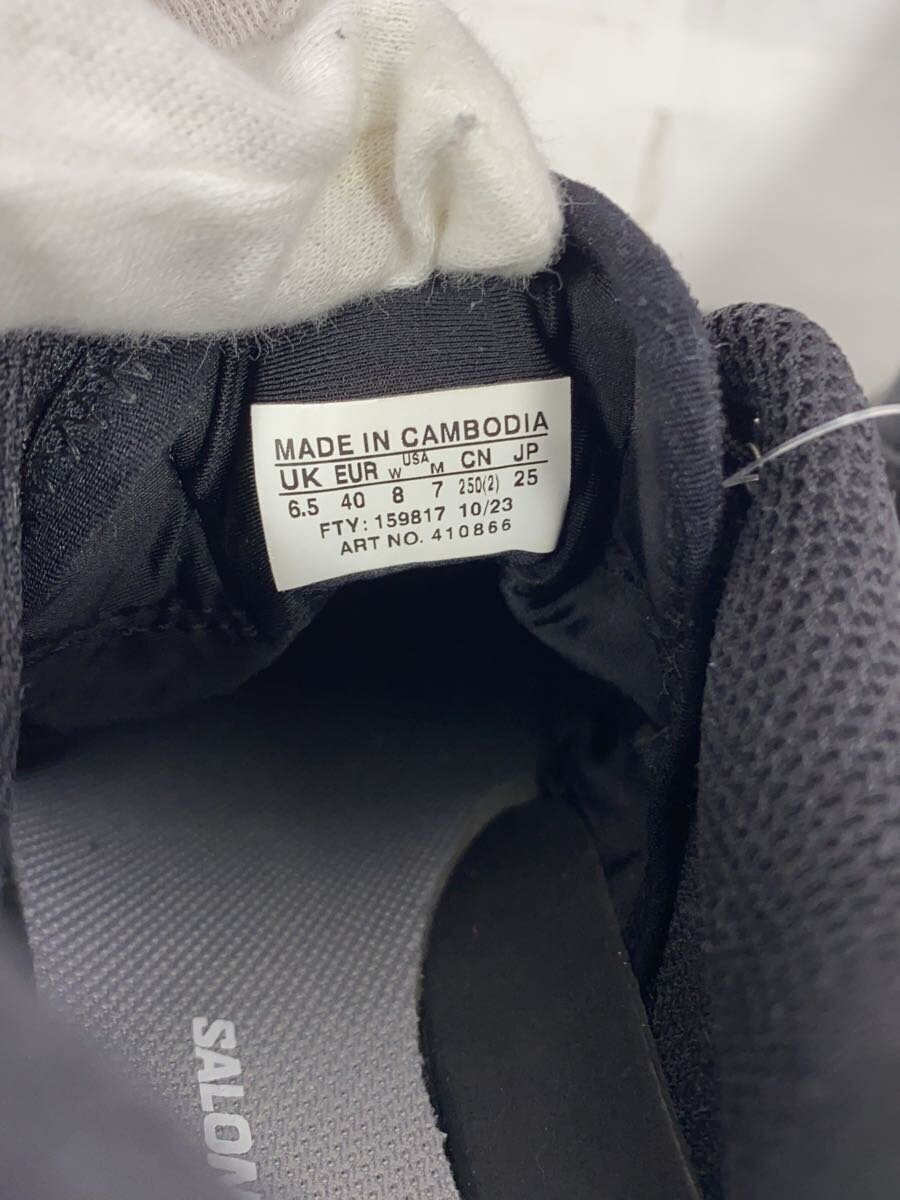 MADE IN CAMBODIA
UK EUR W USA M CN JP
6.5 40 8 7 250(2) 25
FTY: 159817 10/23
ART NO. 410866
SALOM